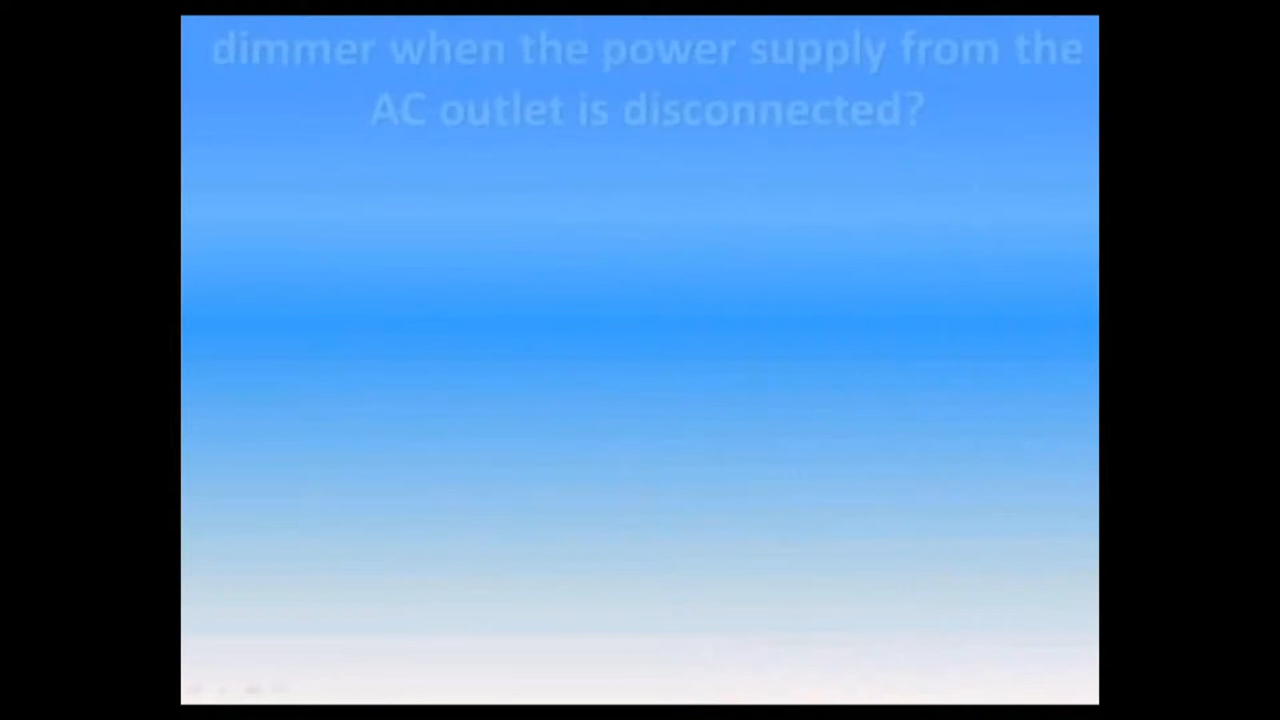 dimmer when the power supply from the
AC outlet is disconnected?